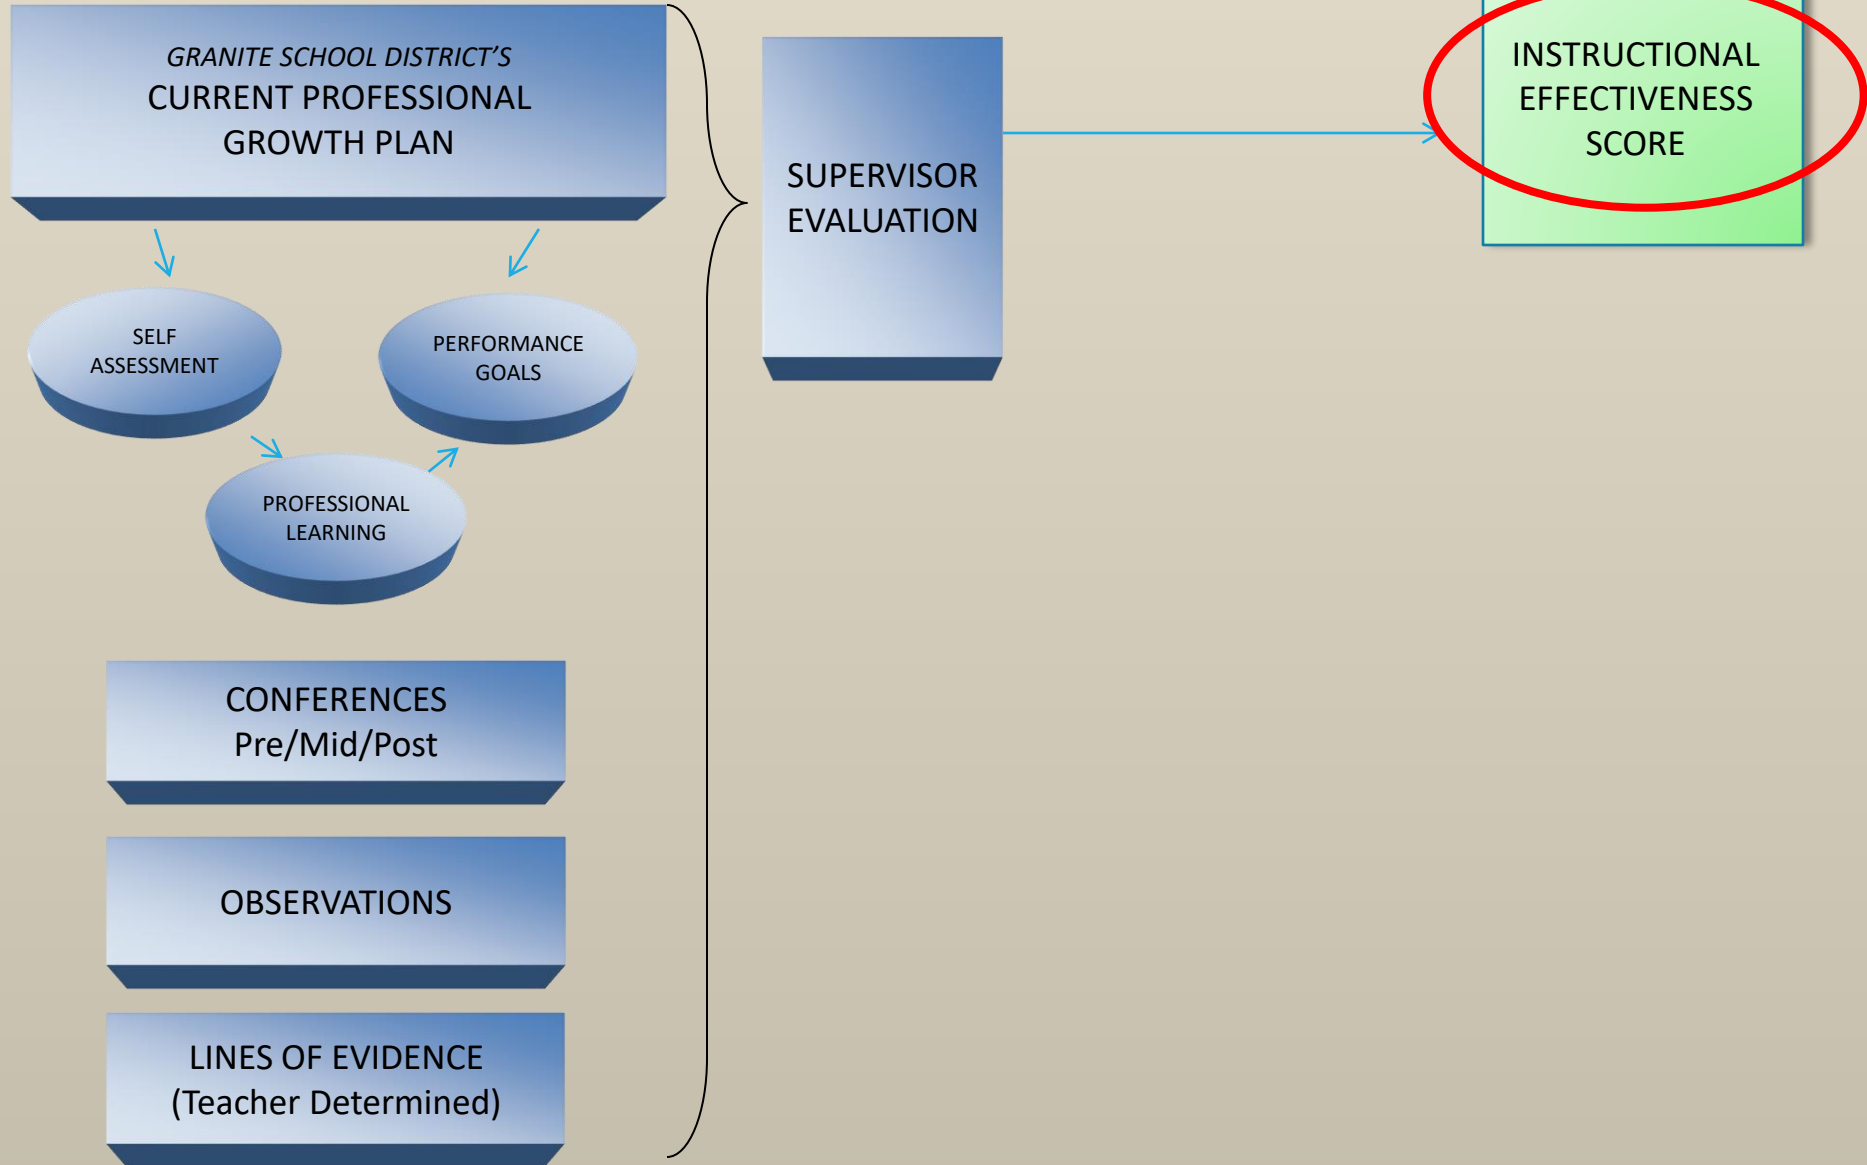 GRANITE SCHOOL DISTRICT’S
CURRENT PROFESSIONAL
GROWTH PLAN
SELF
ASSESSMENT
PERFORMANCE
GOALS
PROFESSIONAL
LEARNING
CONFERENCES
Pre/Mid/Post
OBSERVATIONS
LINES OF EVIDENCE
(Teacher Determined)
SUPERVISOR
EVALUATION
INSTRUCTIONAL
EFFECTIVENESS
SCORE